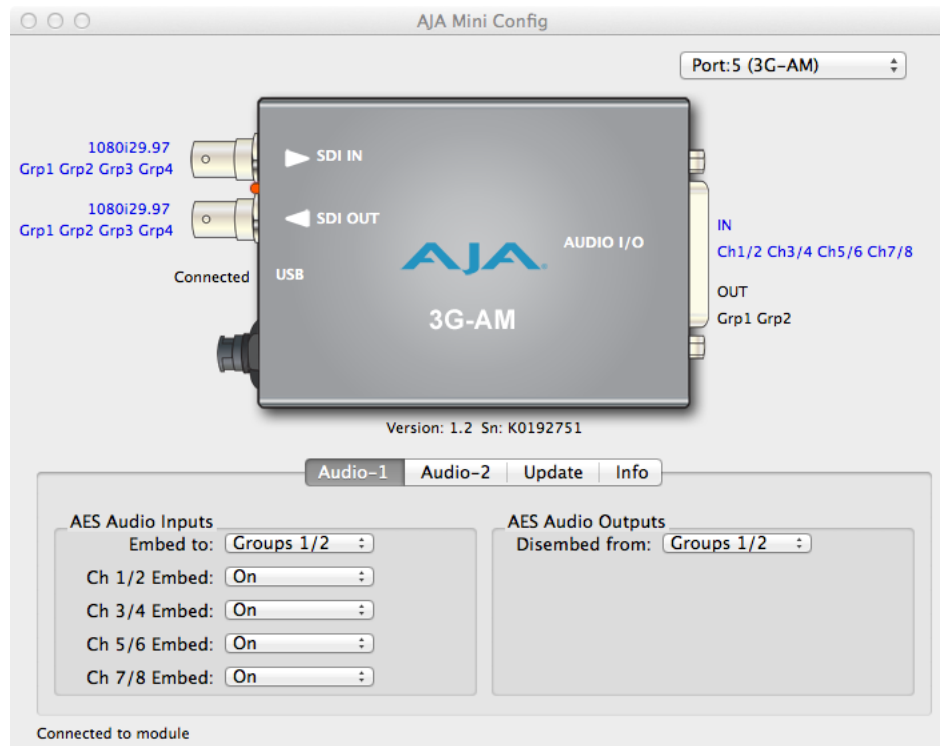 AJA Mini Config
Port:5 (3G-AM)
1080i29.97
Grp1 Grp2 Grp3 Grp4
SDI IN
1080i29.97
Grp1 Grp2 Grp3 Grp4
SDI OUT
AUDIO I/O
IN
Ch1/2 Ch3/4 Ch5/6 Ch7/8
Connected
USB
AJA
OUT
Grp1 Grp2
3G-AM
Version: 1.2 Sn: K0192751
Audio-1 Audio-2 Update Info
AES Audio Inputs
Embed to: Groups 1/2
Ch 1/2 Embed: On
Ch 3/4 Embed: On
Ch 5/6 Embed: On
Ch 7/8 Embed: On
AES Audio Outputs
Disembed from: Groups 1/2
Connected to module